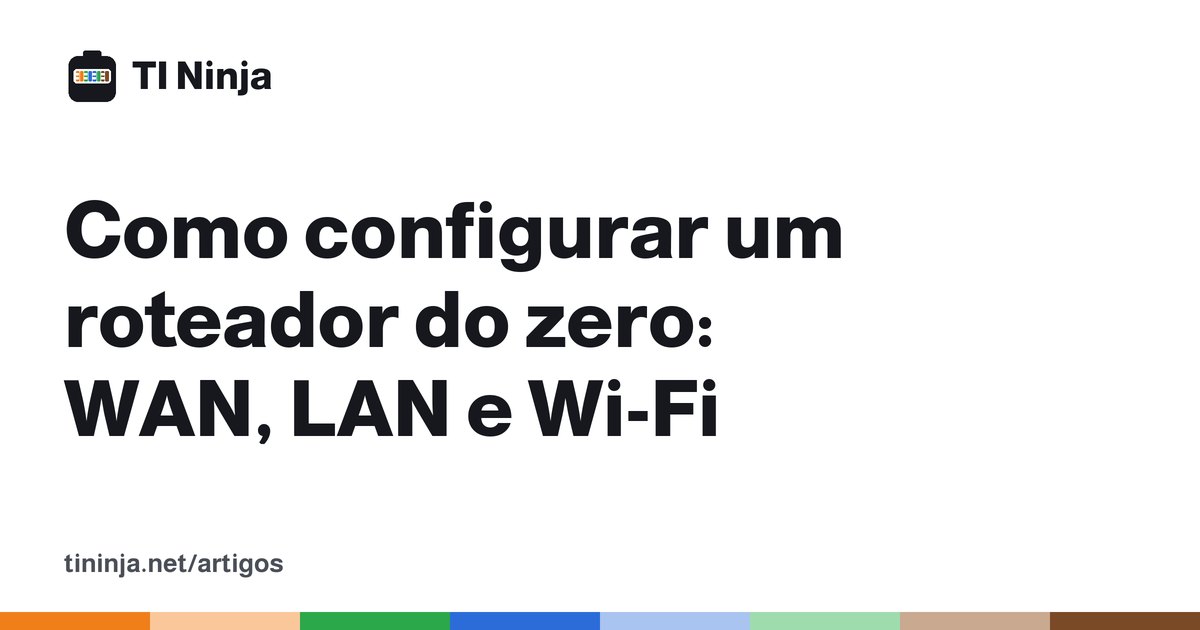 TI Ninja
Como configurar um
roteador do zero:
WAN, LAN e Wi-Fi
tininja.net/artigos